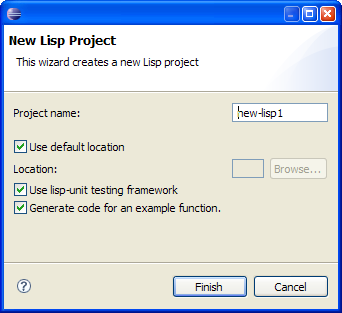 New Lisp Project
This wizard creates a new Lisp project
Project name: new-lisp1
Use default location
Location: Browse...
Use lisp-unit testing framework
Generate code for an example function.
? Finish Cancel